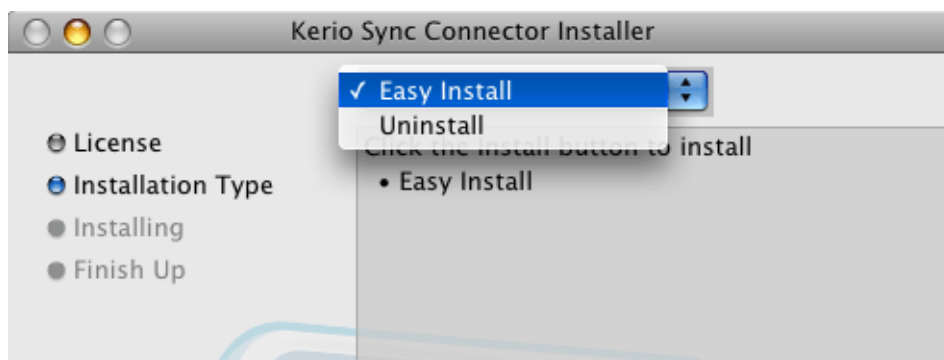 Kerio Sync Connector Installer
✓ Easy Install
Uninstall
License
Installation Type
Installing
Finish Up
Click the Install button to install
• Easy Install